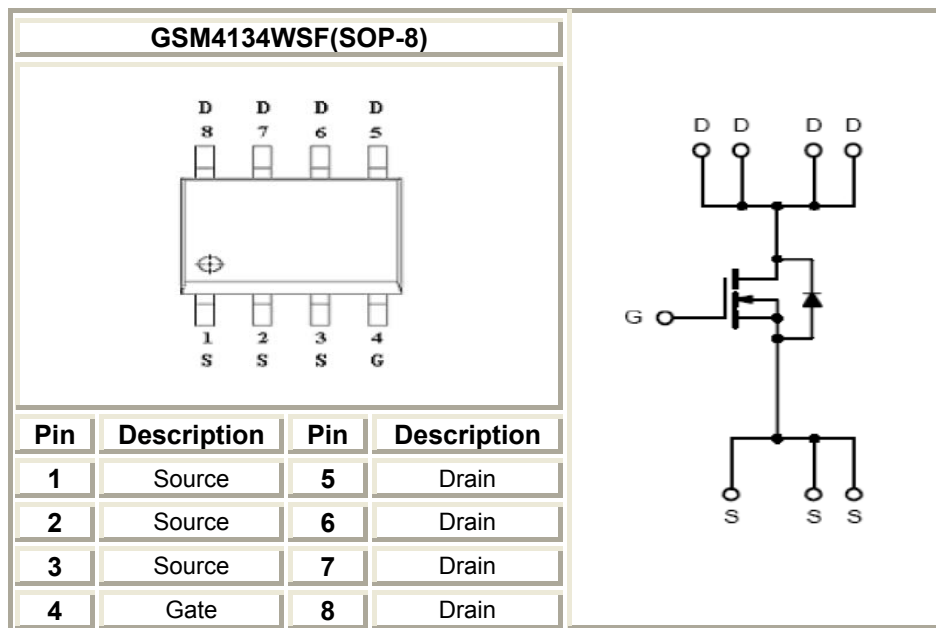 GSM4134WSF(SOP-8)
D D D D
8 7 6 5
1 2 3 4
S S S G
Pin Description Pin Description
1 Source 5 Drain
2 Source 6 Drain
3 Source 7 Drain
4 Gate 8 Drain
D D D D
G
S S S